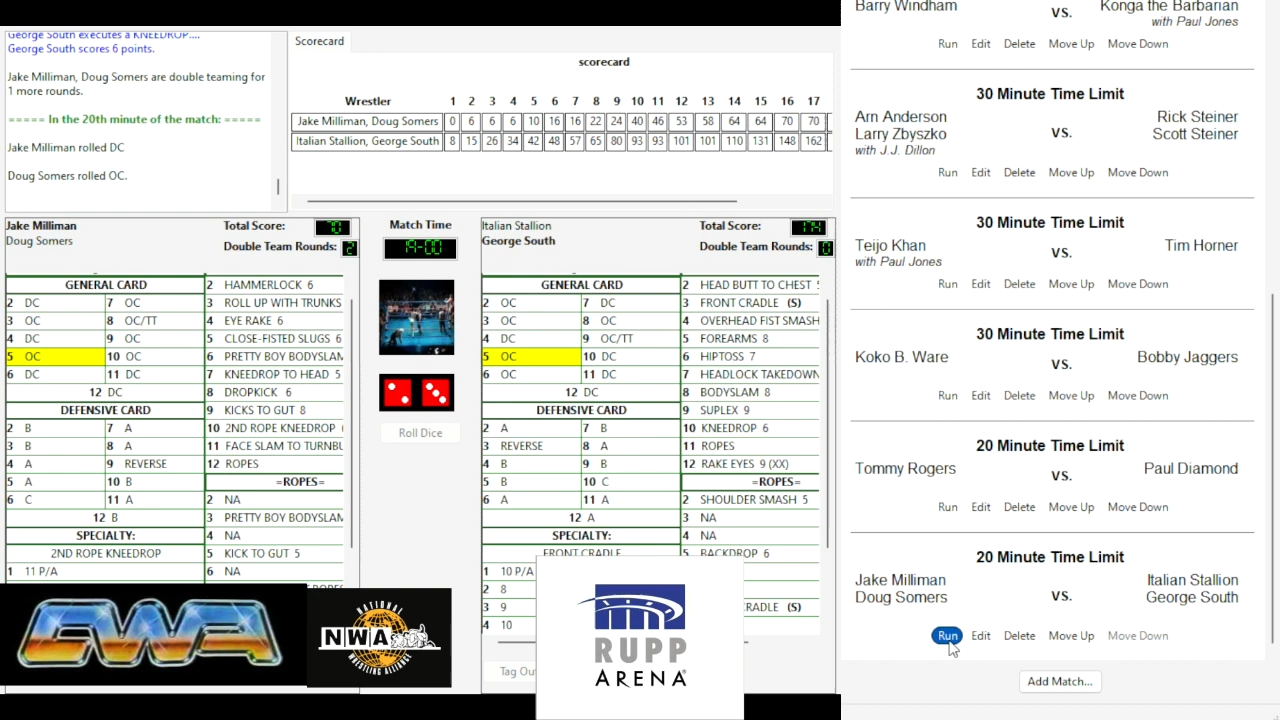 George South executes a KNEEDROP....
George South scores 6 points.
Jake Milliman, Doug Somers are double teaming for
1 more rounds.
===== In the 20th minute of the match: =====
Jake Milliman rolled DC
Doug Somers rolled OC.
Scorecard
scorecard
Wrestler 1 2 3 4 5 6 7 8 9 10 11 12 13 14 15 16 17
Jake Milliman, Doug Somers 0 6 6 6 10 16 16 22 24 40 46 53 58 64 64 70 70
Italian Stallion, George South 8 15 26 34 42 48 57 65 80 93 93 101 101 110 131 148 162
Jake Milliman
Doug Somers
Total Score: 70
Double Team Rounds: 2
GENERAL CARD
2 DC 7 OC
3 OC 8 OC/TT
4 DC 9 OC
5 OC 10 OC
6 DC 11 DC
12 DC
DEFENSIVE CARD
2 B 7 A
3 B 8 A
4 A 9 REVERSE
5 A 10 B
6 C 11 A
12 B
SPECIALTY:
2ND ROPE KNEEDROP
1 11 P/A
2 HAMMERLOCK 6
3 ROLL UP WITH TRUNKS
4 EYE RAKE 6
5 CLOSE-FISTED SLUGS 6
6 PRETTY BOY BODYSLAM
7 KNEEDROP TO HEAD 5
8 DROPKICK 6
9 KICKS TO GUT 8
10 2ND ROPE KNEEDROP (
11 FACE SLAM TO TURNBU
12 ROPES
=ROPES=
2 NA
3 PRETTY BOY BODYSLAM
4 NA
5 KICK TO GUT 5
6 NA
Match Time
19-00
Roll Dice
Italian Stallion
George South
Total Score: 174
Double Team Rounds: 0
GENERAL CARD
2 OC 7 DC
3 OC 8 OC
4 DC 9 OC/TT
5 OC 10 DC
6 OC 11 DC
12 DC
DEFENSIVE CARD
2 A 7 B
3 REVERSE 8 A
4 B 9 B
5 B 10 C
6 A 11 A
12 A
SPECIALTY:
FRONT CRADLE
1 10 P/A
2 8
3 9
4 10
2 HEAD BUTT TO CHEST 5
3 FRONT CRADLE (S)
4 OVERHEAD FIST SMASH
5 FOREARMS 8
6 HIPTOSS 7
7 HEADLOCK TAKEDOWN
8 BODYSLAM 8
9 SUPLEX 9
10 KNEEDROP 6
11 ROPES
12 RAKE EYES 9 (XX)
=ROPES=
2 SHOULDER SMASH 5
3 NA
4 NA
5 BACKDROP 6
RADLE (S)
Tag Ou
CWA
NATIONAL
NWA
WRESTLING ALLIANCE
RUPP
ARENA
Barry Windham
VS.
Konga the Barbarian
with Paul Jones
Run Edit Delete Move Up Move Down
30 Minute Time Limit
Arn Anderson
Larry Zbyszko
with J.J. Dillon
VS.
Rick Steiner
Scott Steiner
Run Edit Delete Move Up Move Down
30 Minute Time Limit
Teijo Khan
with Paul Jones
VS.
Tim Horner
Run Edit Delete Move Up Move Down
30 Minute Time Limit
Koko B. Ware
VS.
Bobby Jaggers
Run Edit Delete Move Up Move Down
20 Minute Time Limit
Tommy Rogers
VS.
Paul Diamond
Run Edit Delete Move Up Move Down
20 Minute Time Limit
Jake Milliman
Doug Somers
VS.
Italian Stallion
George South
Run Edit Delete Move Up Move Down
Add Match...